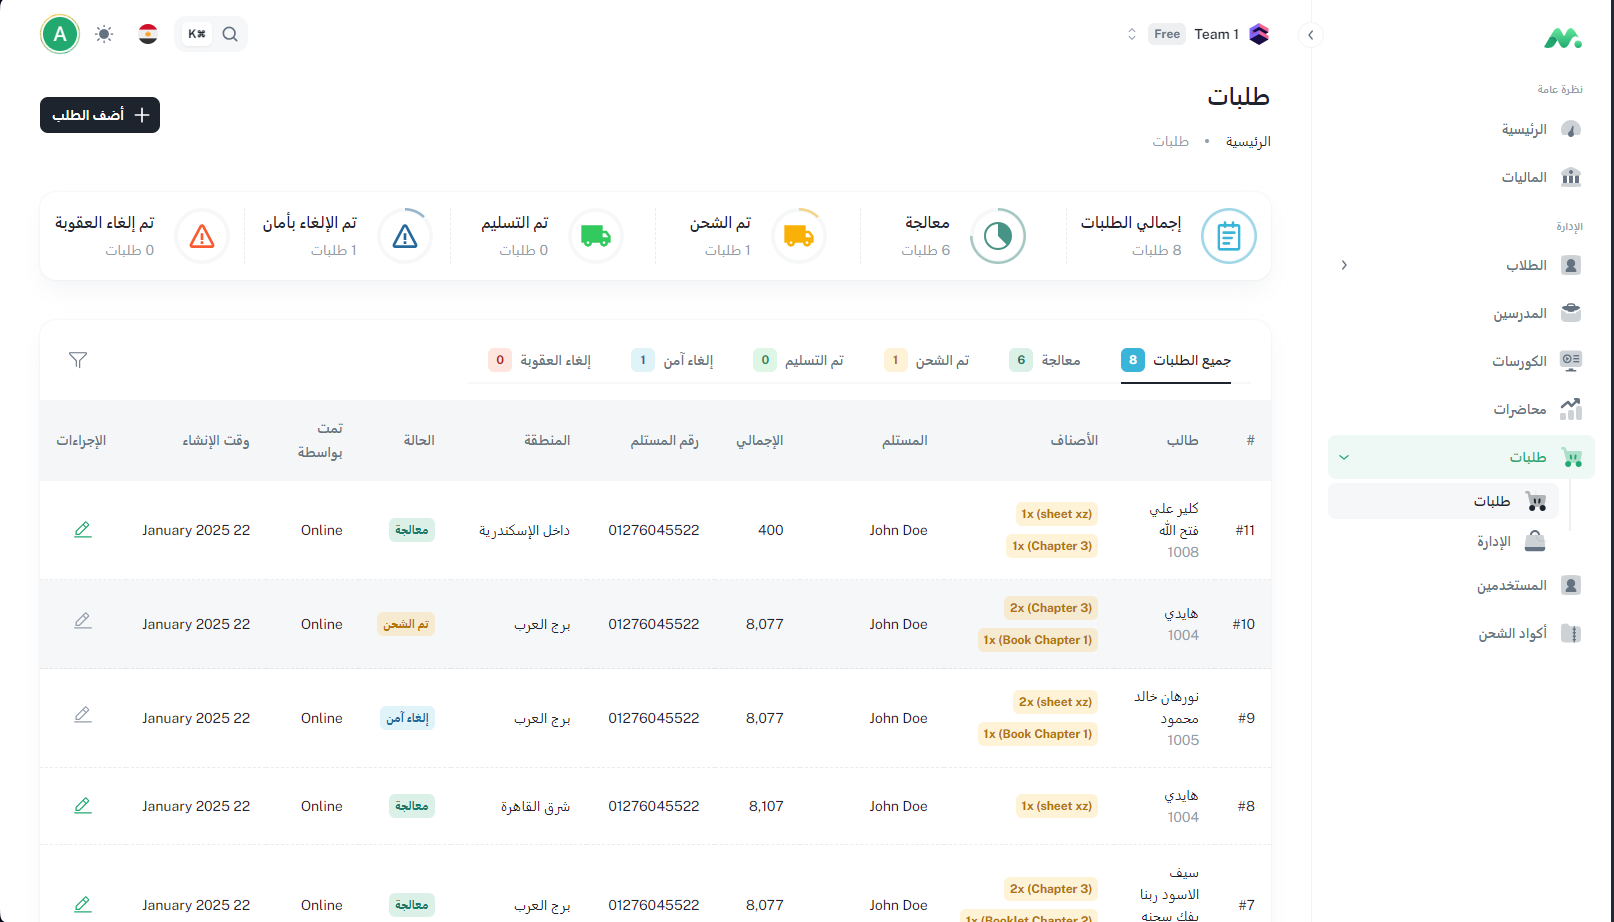 نظرة عامة
الرئيسية
الماليات
الإدارة
الطلاب
المدرسين
الكورسات
محاضرات
طلبات
طلبات
الإدارة
المستخدمين
أكواد الشحن
Team 1 Free
K⌘
A
طلبات
الرئيسية • طلبات
أضف الطلب
إجمالي الطلبات
8 طلبات
معالجة
6 طلبات
تم الشحن
1 طلبات
تم التسليم
0 طلبات
تم الإلغاء بأمان
1 طلبات
تم إلغاء العقوبة
0 طلبات
جميع الطلبات 8 معالجة 6 تم الشحن 1 تم التسليم 0 إلغاء آمن 1 إلغاء العقوبة 0
# طالب الأصناف المستلم الإجمالي رقم المستلم المنطقة الحالة تمت بواسطة وقت الإنشاء الإجراءات
#11
كلير علي
فتح الله
1008
1x (sheet xz)
1x (Chapter 3)
John Doe
400
01276045522
داخل الإسكندرية
معالجة
Online
January 2025 22
#10
هايدي
1004
2x (Chapter 3)
1x (Book Chapter 1)
John Doe
8,077
01276045522
برج العرب
تم الشحن
Online
January 2025 22
#9
نورهان خالد
محمود
1005
2x (sheet xz)
1x (Book Chapter 1)
John Doe
8,077
01276045522
برج العرب
إلغاء آمن
Online
January 2025 22
#8
هايدي
1004
1x (sheet xz)
John Doe
8,107
01276045522
شرق القاهرة
معالجة
Online
January 2025 22
#7
سيف
الاسود ربنا
يفك سجنه
2x (Chapter 3)
1x (Booklet Chapter 2)
John Doe
8,077
01276045522
برج العرب
معالجة
Online
January 2025 22